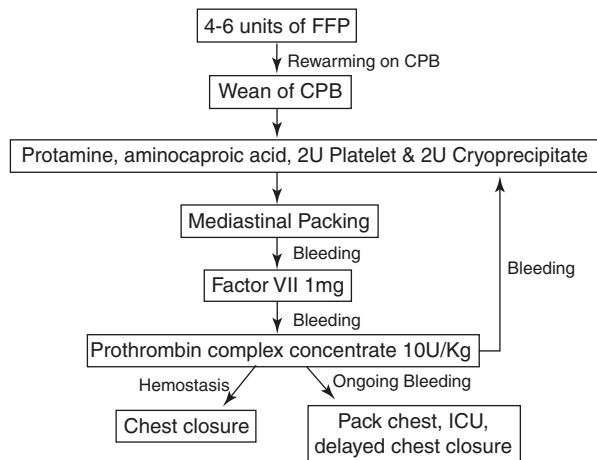 4-6 units of FFP
Rewarming on CPB
Wean of CPB
Protamine, aminocaproic acid, 2U Platelet & 2U Cryoprecipitate
Mediastinal Packing
Bleeding
Bleeding
Factor VII 1mg
Bleeding
Prothrombin complex concentrate 10U/Kg
Hemostasis
Ongoing Bleeding
Chest closure
Pack chest, ICU,
delayed chest closure